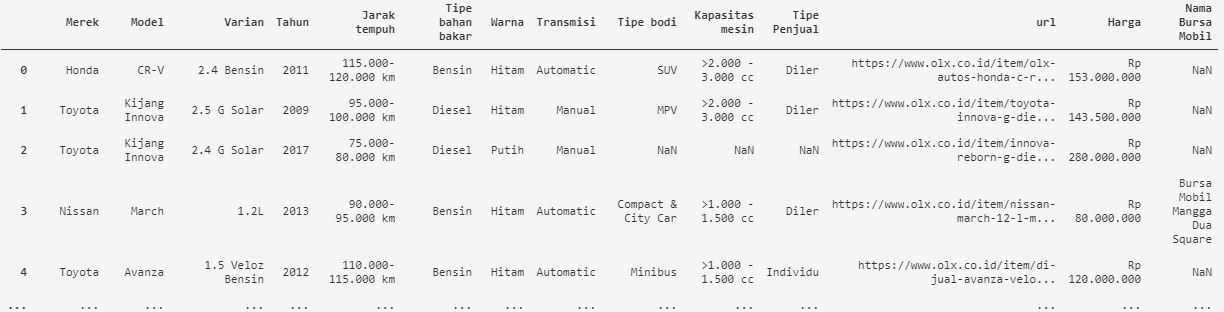 Merek Model Varian Tahun Jarak tempuh Tipe bahan bakar Warna Transmisi Tipe bodi Kapasitas mesin Tipe Penjual url Harga Nama Bursa Mobil
0 Honda CR-V 2.4 Bensin 2011 115.000-120.000 km Bensin Hitam Automatic SUV >2.000 - 3.000 cc Diler https://www.olx.co.id/item/olx-autos-honda-c-r... Rp 153.000.000 NaN
1 Toyota Kijang Innova 2.5 G Solar 2009 95.000-100.000 km Diesel Hitam Manual MPV >2.000 - 3.000 cc Diler https://www.olx.co.id/item/toyota-innova-g-die... Rp 143.500.000 NaN
2 Toyota Kijang Innova 2.4 G Solar 2017 75.000-80.000 km Diesel Putih Manual NaN NaN NaN https://www.olx.co.id/item/innova-reborn-g-die... Rp 280.000.000 NaN
3 Nissan March 1.2L 2013 90.000-95.000 km Bensin Hitam Automatic Compact & City Car >1.000 - 1.500 cc Diler https://www.olx.co.id/item/nissan-march-12-l-m... Rp 80.000.000 Bursa Mobil Mangga Dua Square
4 Toyota Avanza 1.5 Veloz Bensin 2012 110.000-115.000 km Bensin Hitam Automatic Minibus >1.000 - 1.500 cc Individu https://www.olx.co.id/item/di-jual-avanza-velo... Rp 120.000.000 NaN
... ... ... ... ... ... ... ... ... ... ... ... ... ... ...